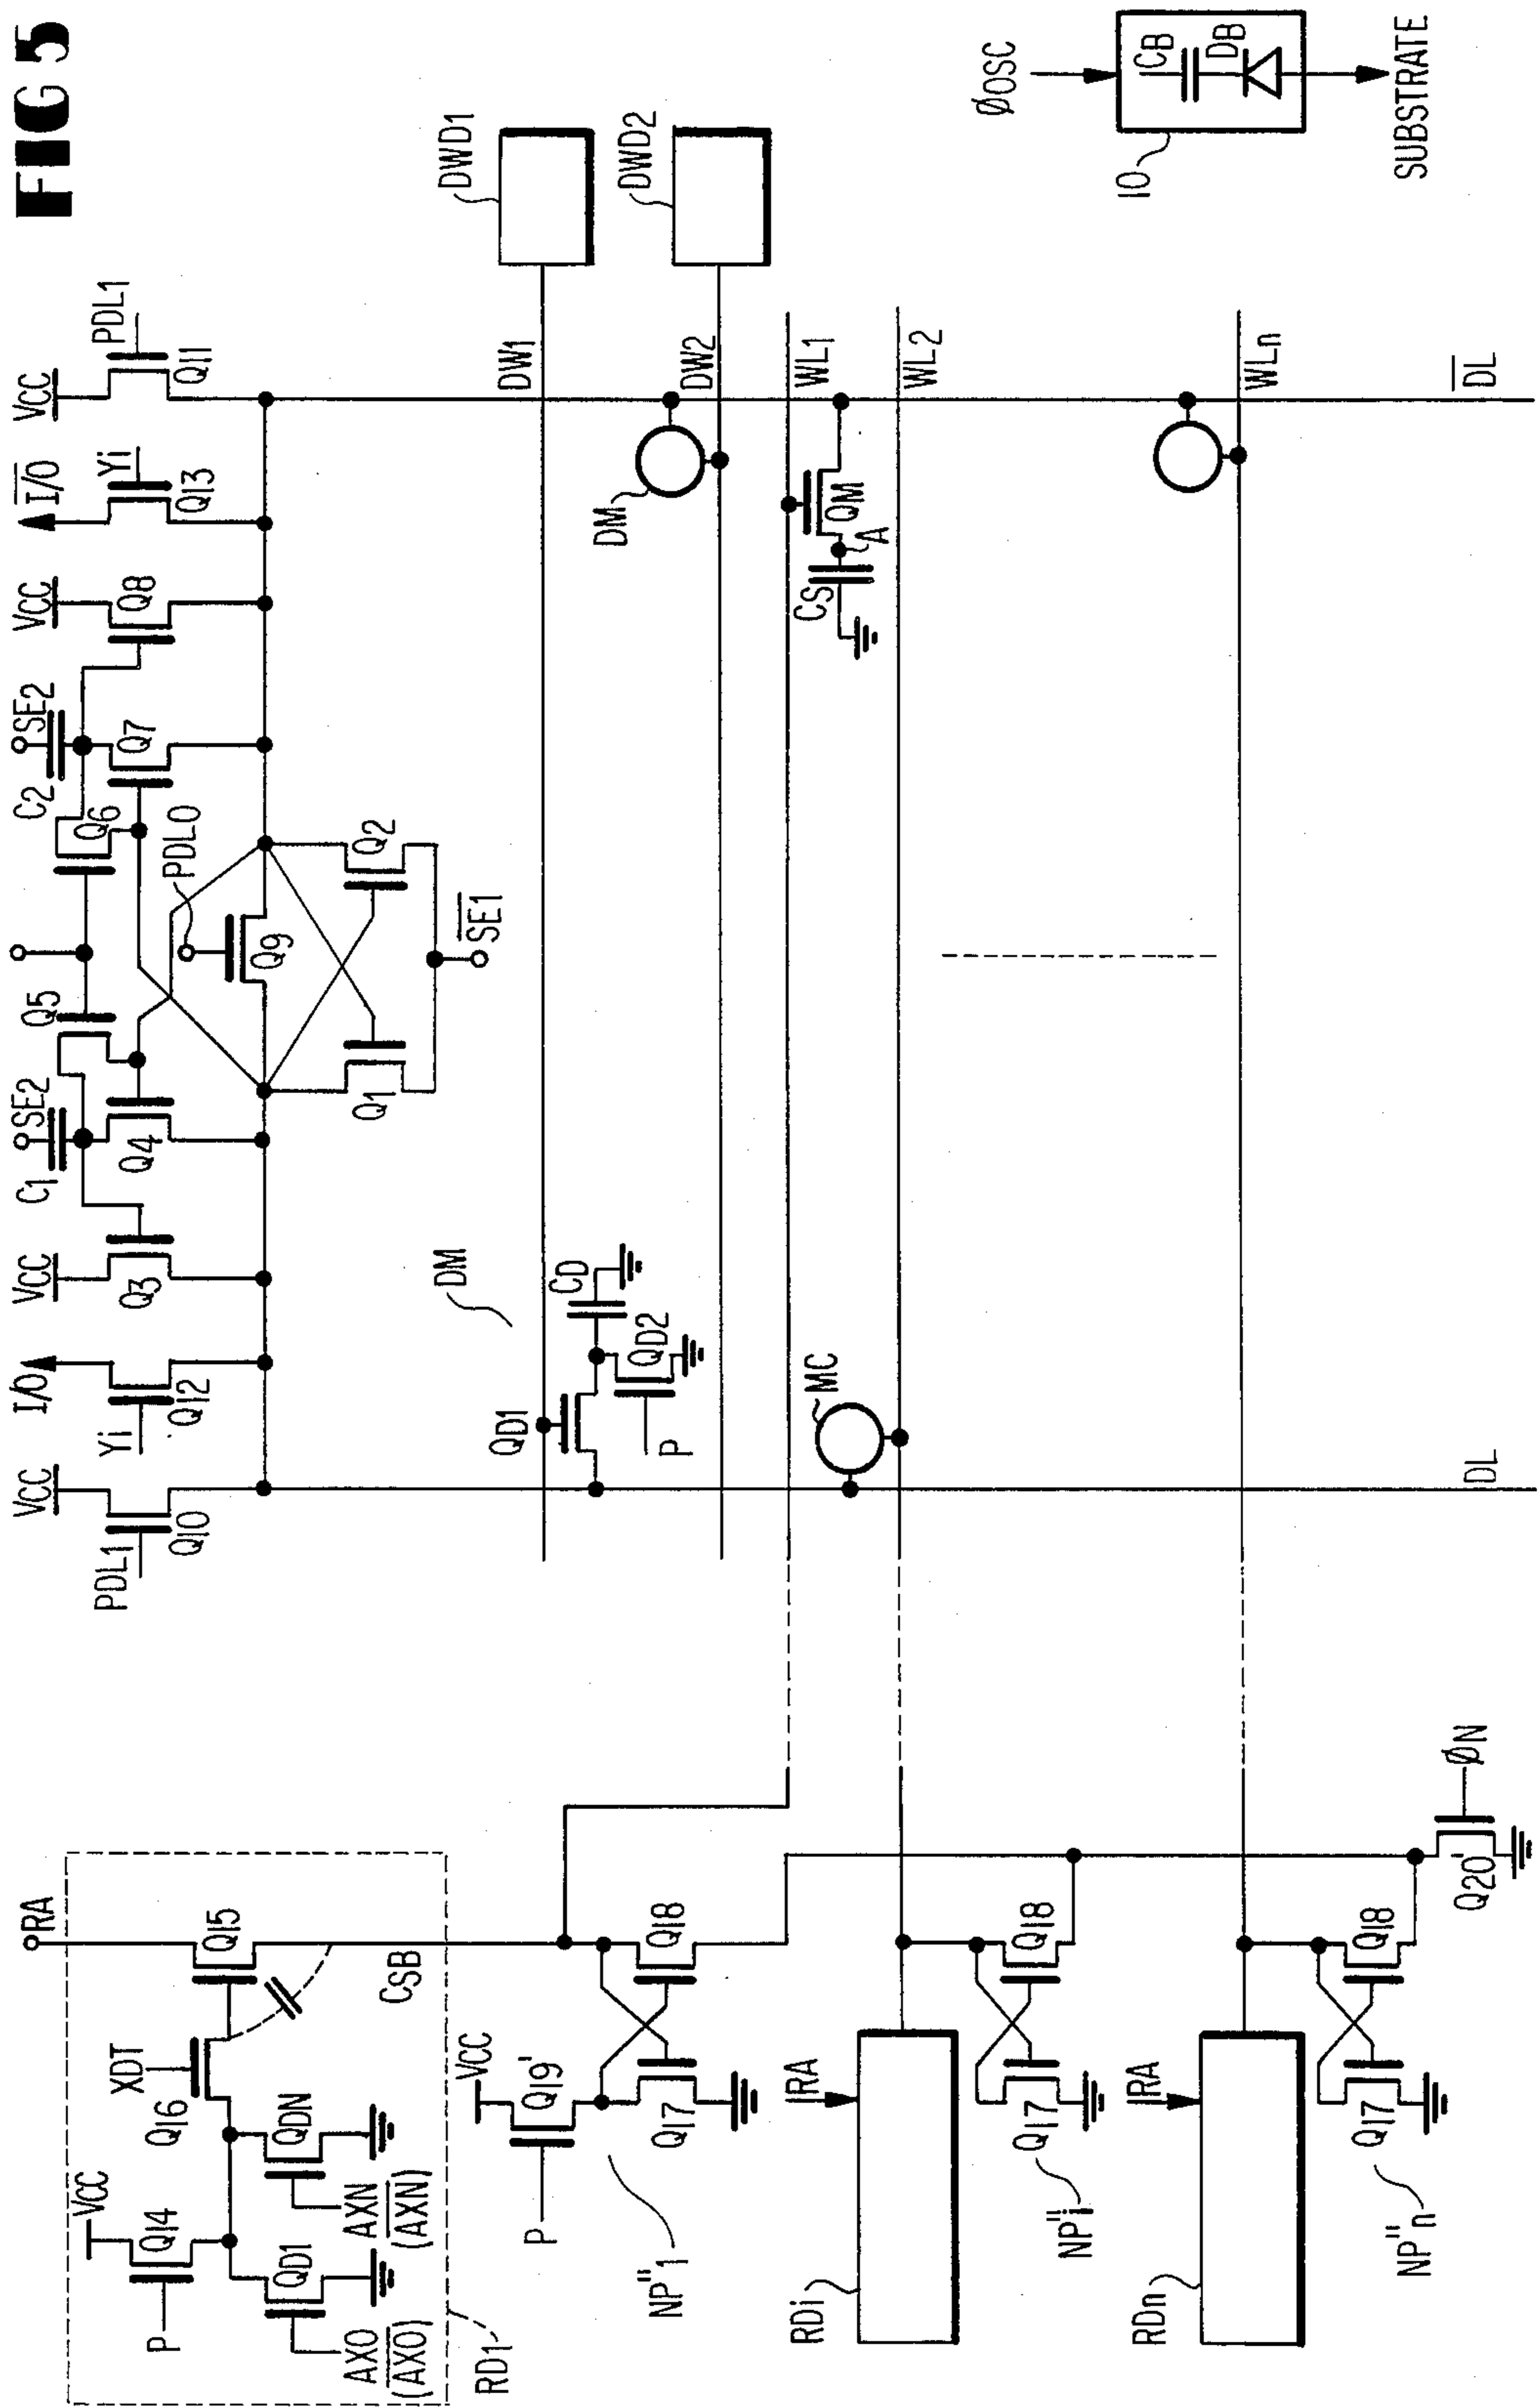 FIG 5
RA
XDT
Q16
Q15
CSB
VCC
Q14
P
QD1
QDN
AXO
(AXO)
AXN
(AXN)
RD1
VCC
Q19'
P
Q17
Q18
NP"1
RA
RDi
Q17
Q18
NP"i
RA
RDn
Q17
Q18
NP"n
Q20'
ØN
VCC
PDL1
Q10
I/O
Yi
Q12
VCC
Q3
C1
SE2
Q4
Q5
Q6
C2
SE2
Q7
VCC
Q8
I/O
Yi
Q13
VCC
PDL1
Q11
PDLO
Q9
Q1
Q2
SE1
DM
QD1
CD
QD2
P
DW1
DWD1
DM
DW2
DWD2
MC
CS
A
QM
WL1
WL2
WLn
DL
DL
ØOSC
10
CB
DB
SUBSTRATE